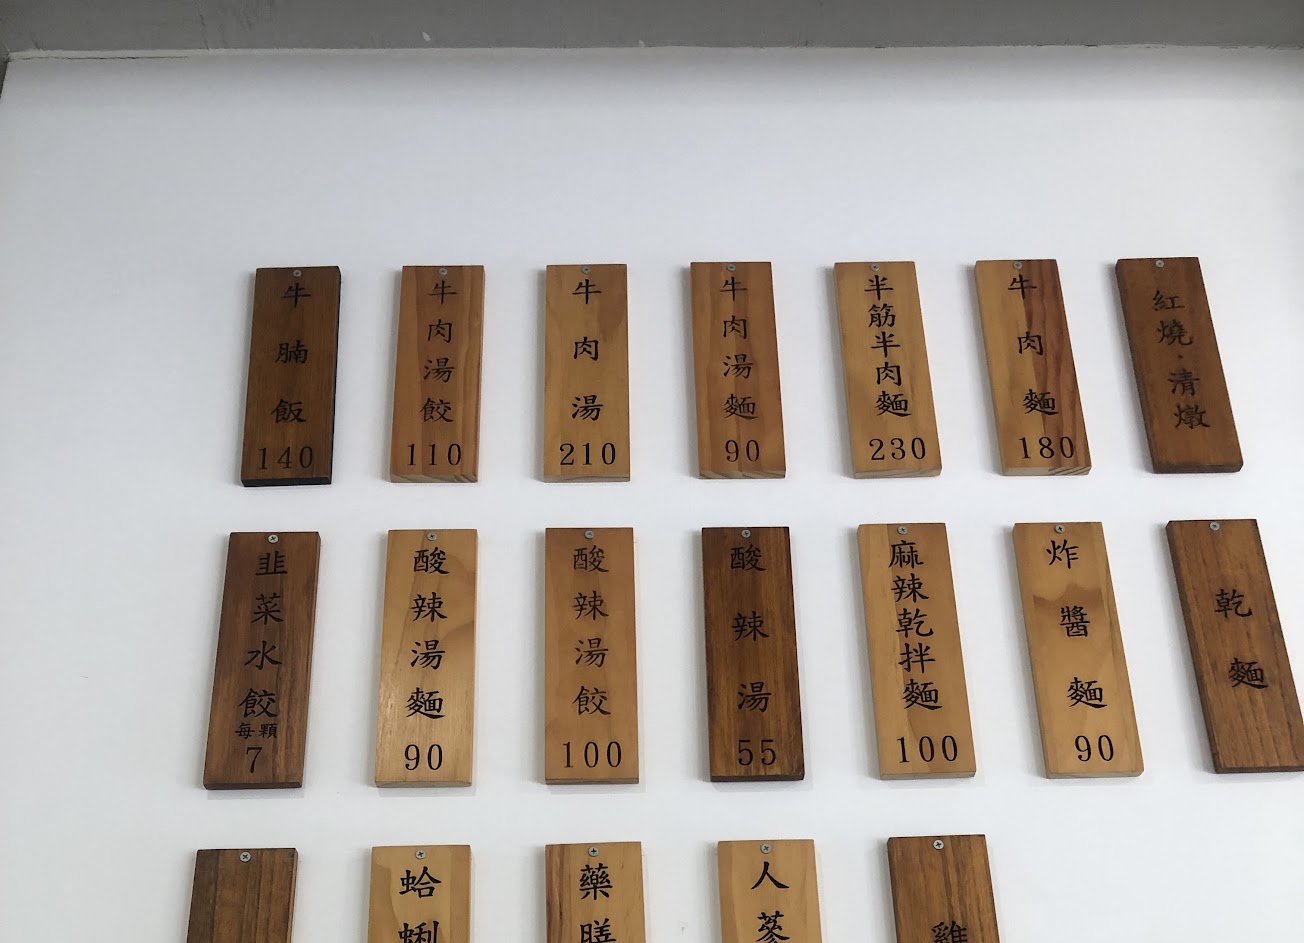 紅燒·清燉
牛肉麵
180
半筋半肉麵
230
牛肉湯麵
90
牛肉湯
210
牛肉湯餃
110
牛腩飯
140
乾麵
炸醬麵
90
麻辣乾拌麵
100
酸辣湯
55
酸辣湯餃
100
酸辣湯麵
90
韭菜水餃
每顆
7
雞
人蔘
藥膳
蛤蜊